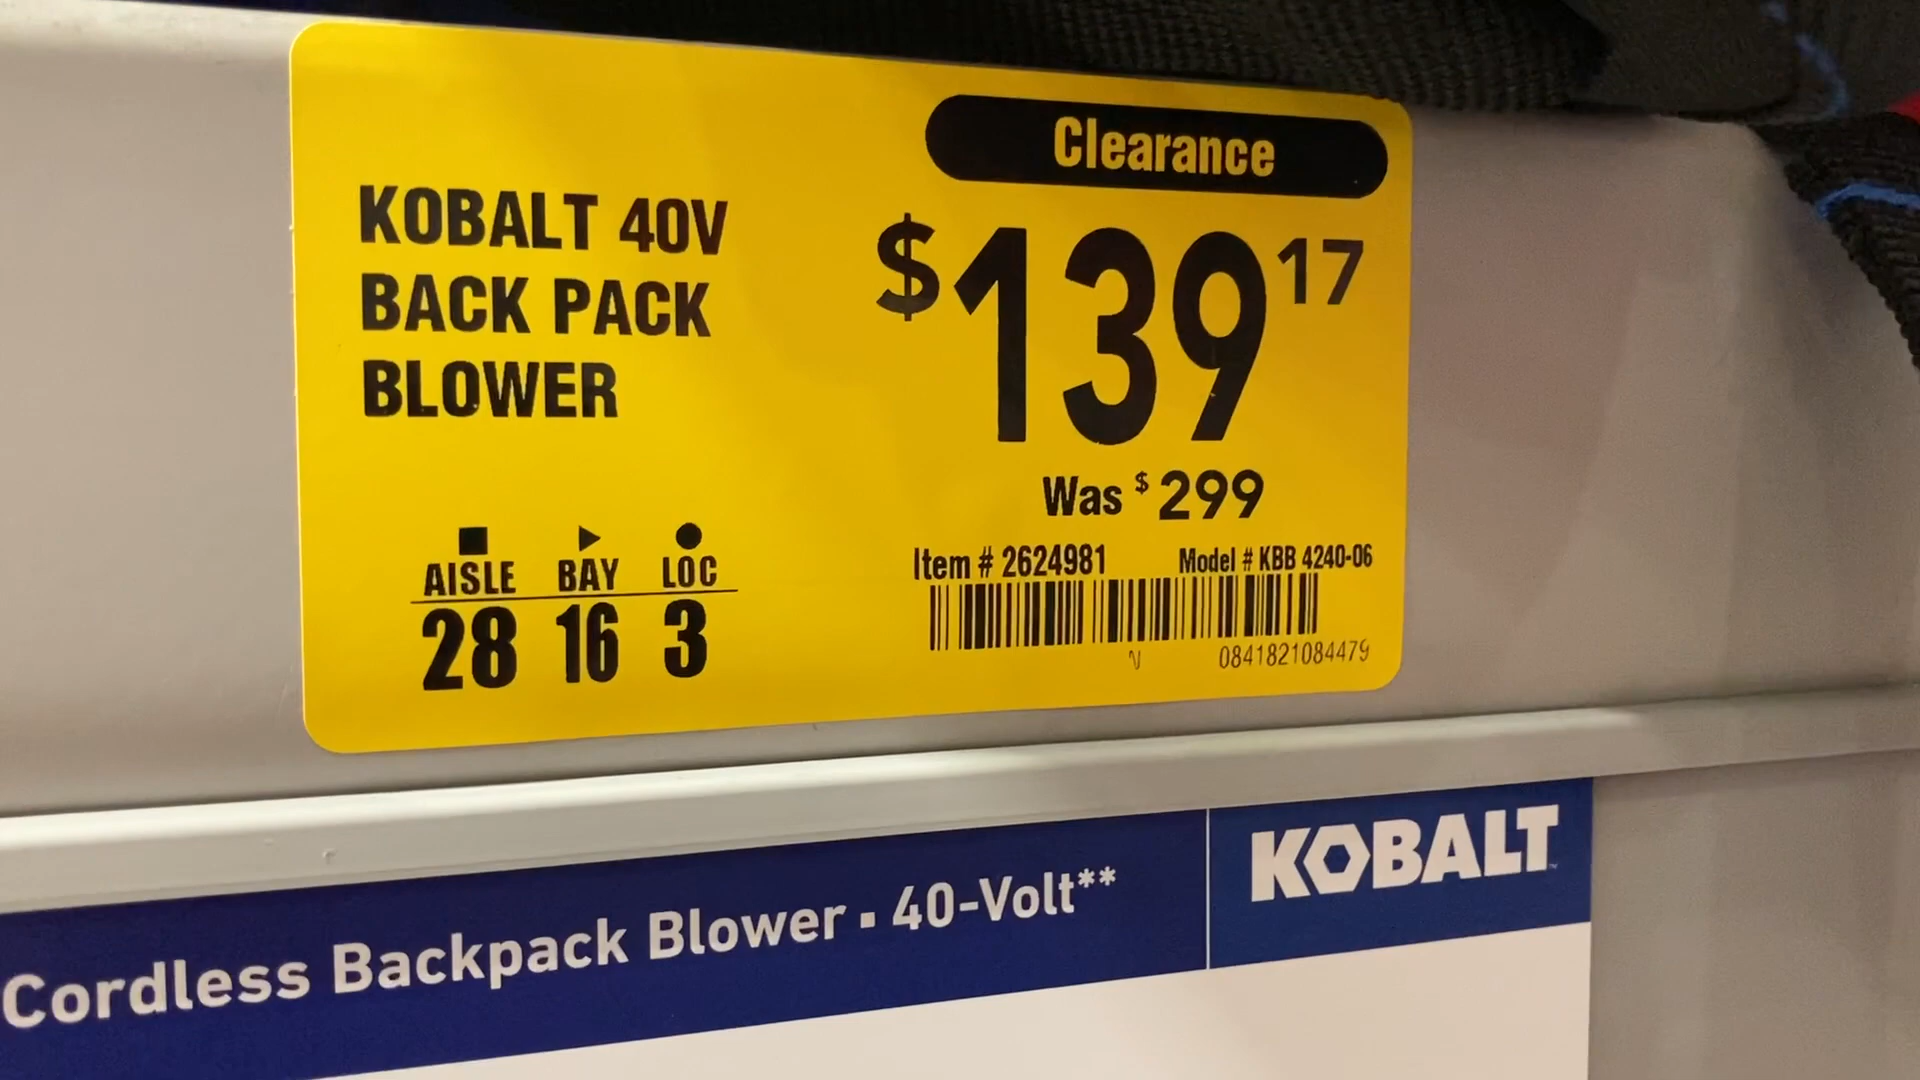 Clearance
KOBALT 40V
BACK PACK
BLOWER
$139 17
Was $299
Item # 2624981 Model # KBB 4240-06
0841821084479
AISLE BAY LOC
28 16 3
Cordless Backpack Blower ▪ 40-Volt**
KOBALT